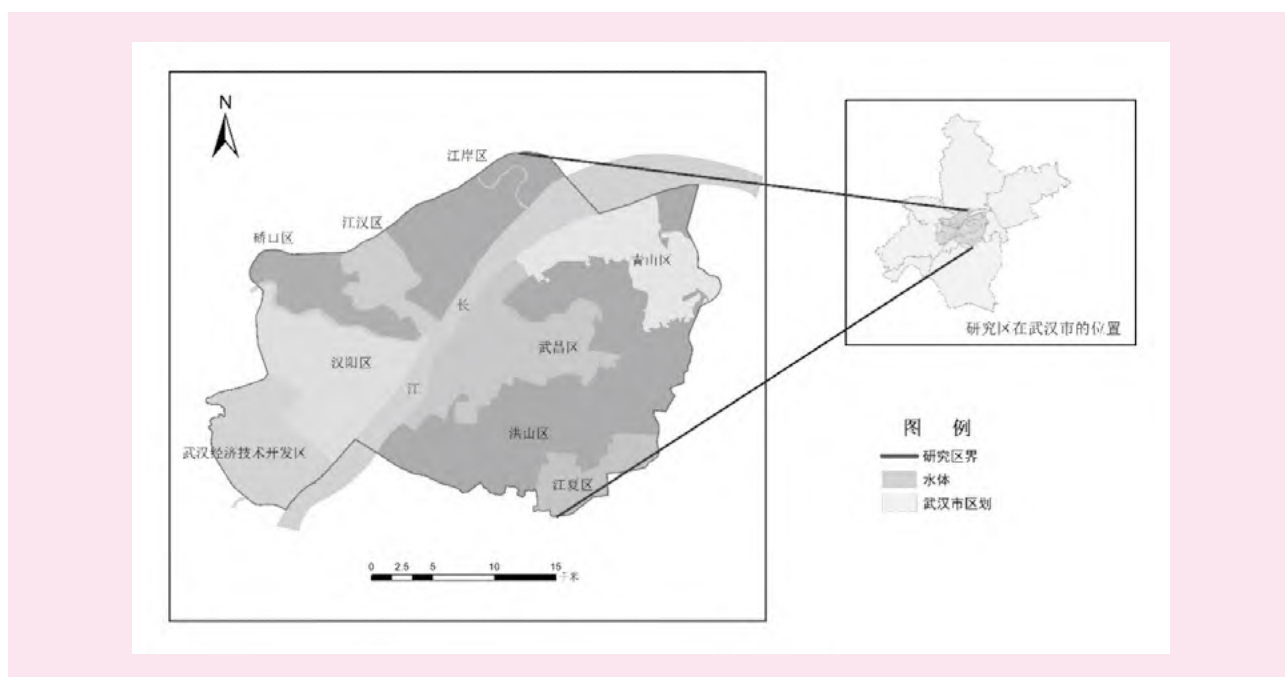 N
江岸区
江汉区
硚口区
青山区
长
武昌区
汉阳区
江
洪山区
武汉经济技术开发区
江夏区
0 2.5 5 10 15
千米
研究区在武汉市的位置
图 例
研究区界
水体
武汉市区划